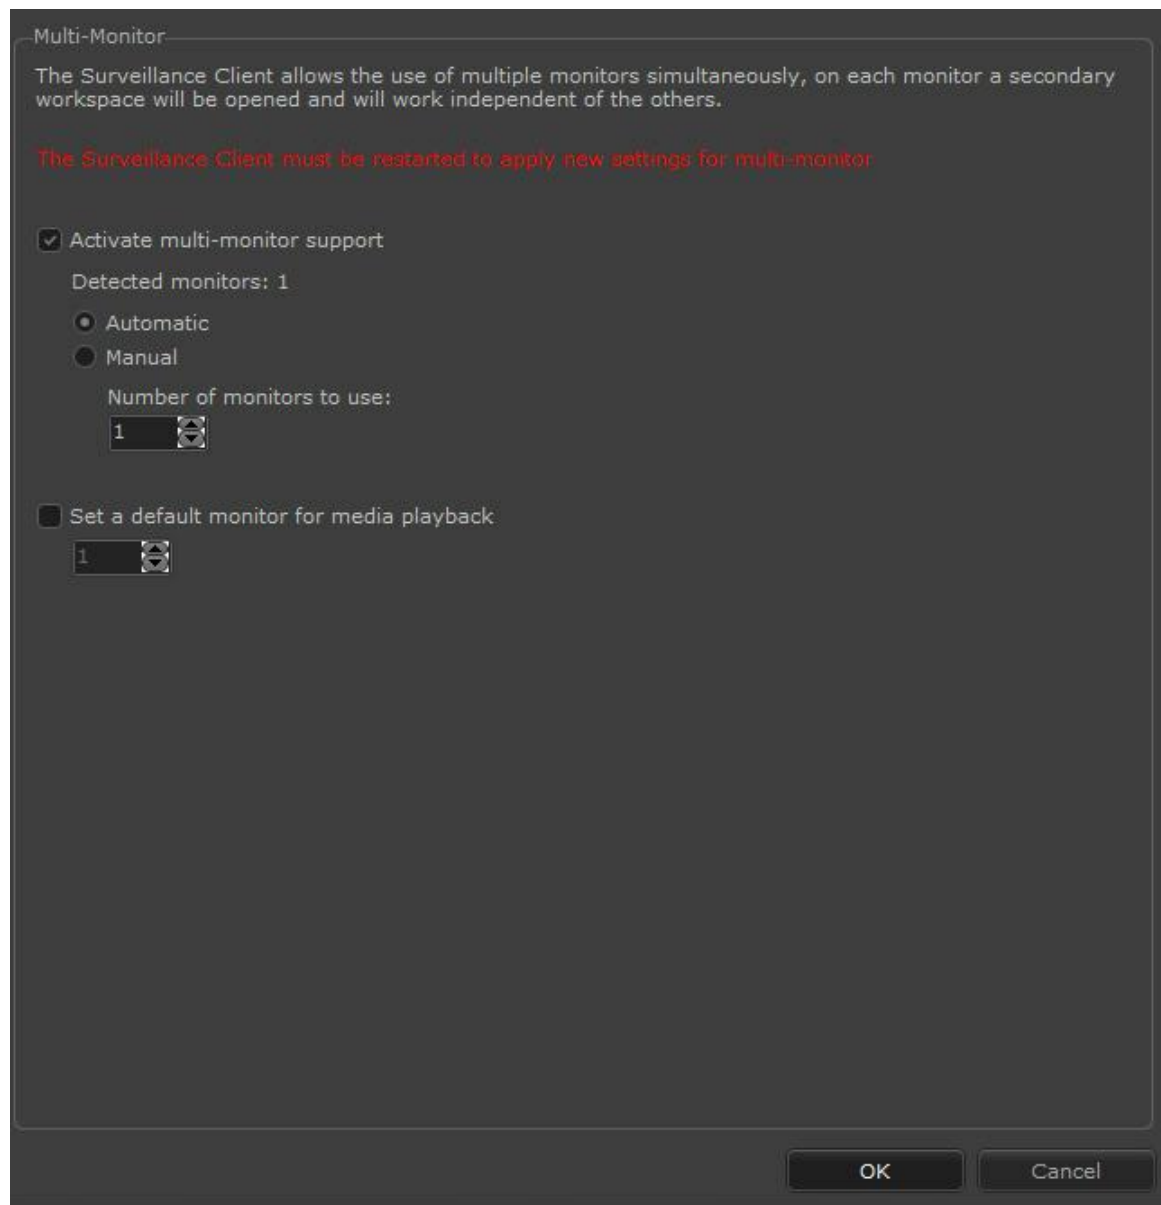 Multi-Monitor
The Surveillance Client allows the use of multiple monitors simultaneously, on each monitor a secondary
workspace will be opened and will work independent of the others.
The Surveillance Client must be restarted to apply new settings for multi-monitor
Activate multi-monitor support
Detected monitors: 1
Automatic
Manual
Number of monitors to use:
1
Set a default monitor for media playback
1
OK Cancel